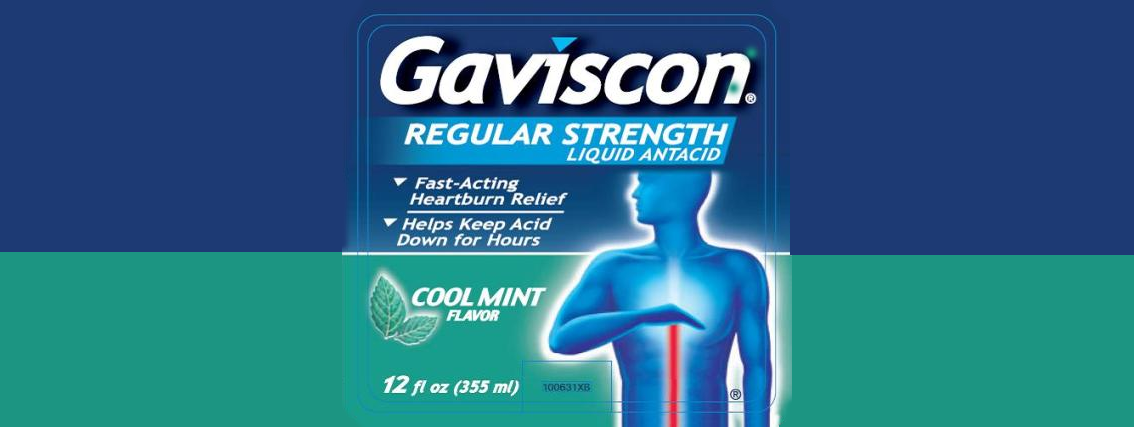 Gaviscon®
REGULAR STRENGTH
LIQUID ANTACID
Fast-Acting
Heartburn Relief
Helps Keep Acid
Down for Hours
COOL MINT
FLAVOR
12 fl oz (355 ml)
100631XB
®